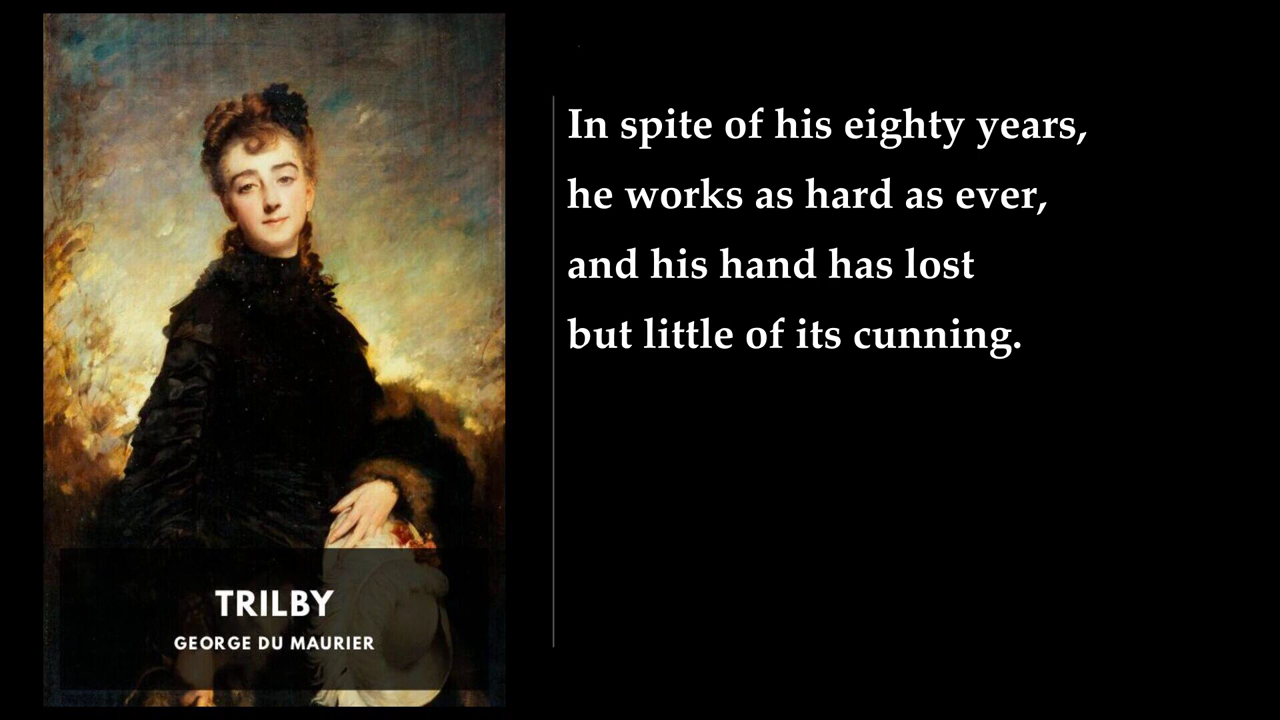 TRILBY
GEORGE DU MAURIER
In spite of his eighty years,
he works as hard as ever,
and his hand has lost
but little of its cunning.